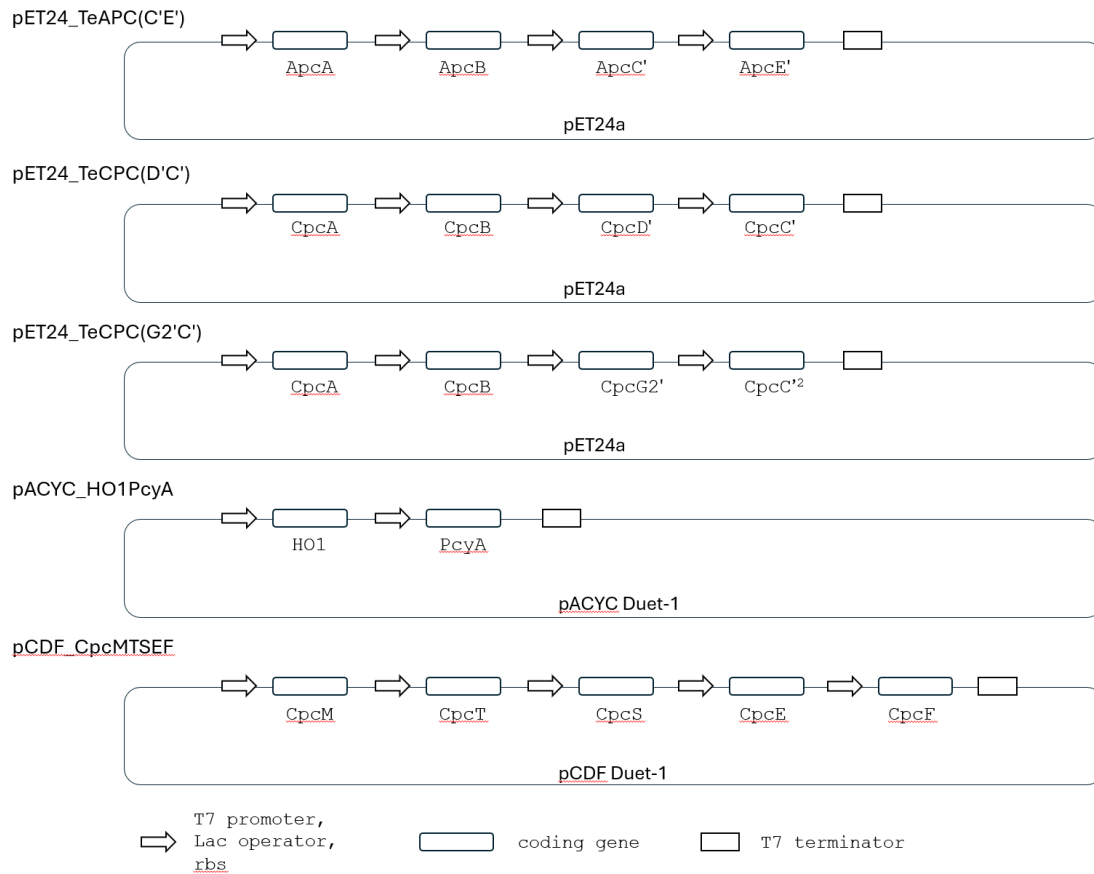 pET24_TeAPC(C'E')
ApcA ApcB ApcC' ApcE'
pET24a
pET24_TeCPC(D'C')
CpcA CpcB CpcD' CpcC'
pET24a
pET24_TeCPC(G2'C')
CpcA CpcB CpcG2' CpcC’²
pET24a
pACYC_HO1PcyA
HO1 PcyA
pACYC Duet-1
pCDF_CpcMTSEF
CpcM CpcT CpcS CpcE CpcF
pCDF Duet-1
T7 promoter,
Lac operator,
rbs
coding gene
T7 terminator